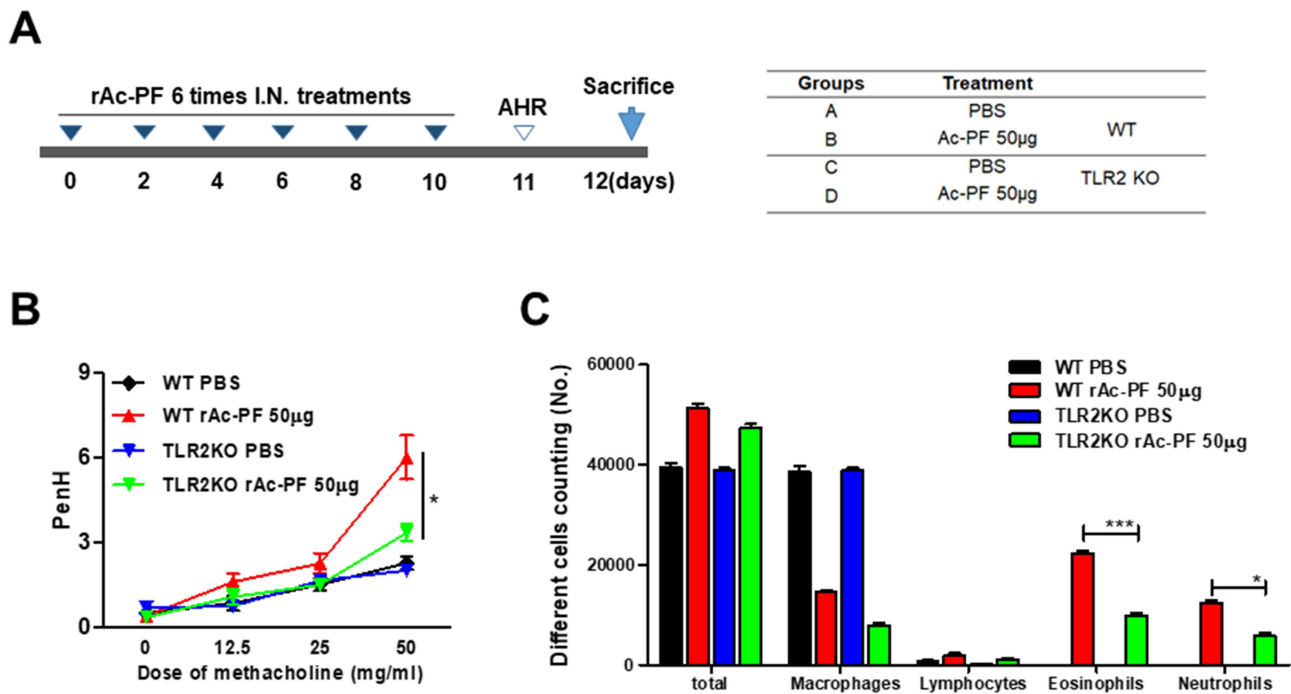 A
rAc-PF 6 times I.N. treatments
AHR
Sacrifice
0 2 4 6 8 10 11 12(days)
Groups Treatment
A PBS
WT
B Ac-PF 50µg
C PBS
TLR2 KO
D Ac-PF 50µg
B
9
6
3
0
PenH
WT PBS
WT rAc-PF 50µg
TLR2KO PBS
TLR2KO rAc-PF 50µg
*
0 12.5 25 50
Dose of methacholine (mg/ml)
C
60000
40000
20000
0
Different cells counting (No.)
WT PBS
WT rAc-PF 50µg
TLR2KO PBS
TLR2KO rAc-PF 50µg
***
*
total Macrophages Lymphocytes Eosinophils Neutrophils